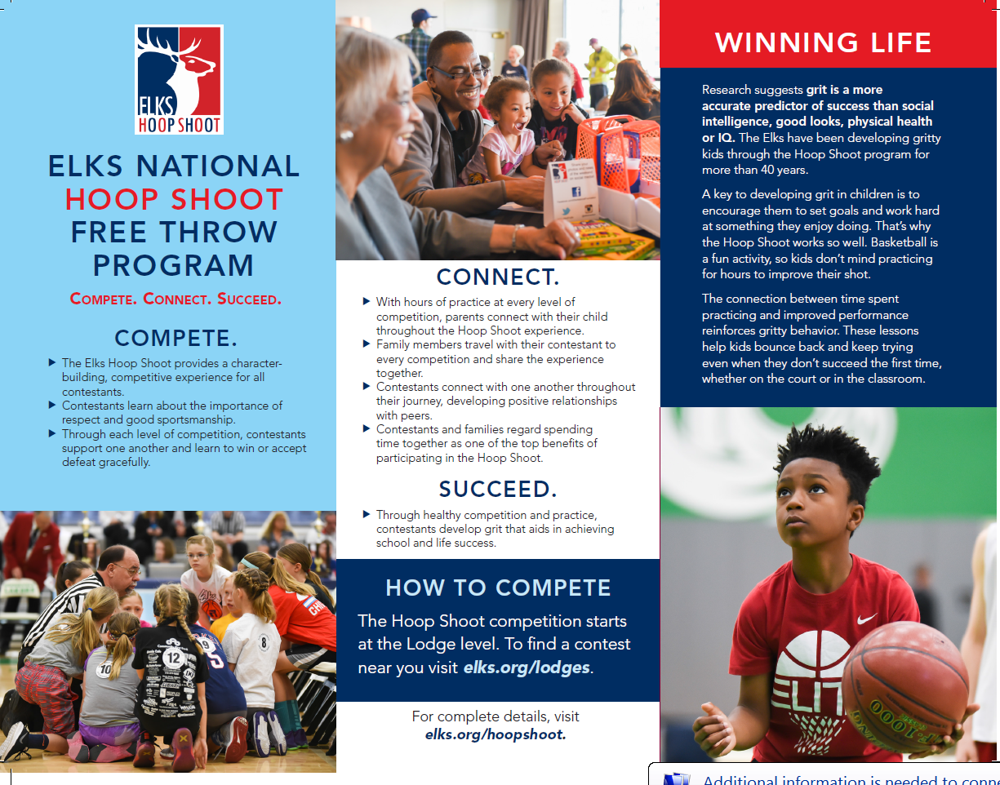 ELKS
HOOP SHOOT
ELKS NATIONAL
HOOP SHOOT
FREE THROW
PROGRAM
COMPETE. CONNECT. SUCCEED.
COMPETE.
▶ The Elks Hoop Shoot provides a character-
building, competitive experience for all
contestants.
▶ Contestants learn about the importance of
respect and good sportsmanship.
▶ Through each level of competition, contestants
support one another and learn to win or accept
defeat gracefully.
12
10
9
8
CONNECT.
▶ With hours of practice at every level of
competition, parents connect with their child
throughout the Hoop Shoot experience.
▶ Family members travel with their contestant to
every competition and share the experience
together.
▶ Contestants connect with one another throughout
their journey, developing positive relationships
with peers.
▶ Contestants and families regard spending
time together as one of the top benefits of
participating in the Hoop Shoot.
SUCCEED.
▶ Through healthy competition and practice,
contestants develop grit that aids in achieving
school and life success.
HOW TO COMPETE
The Hoop Shoot competition starts
at the Lodge level. To find a contest
near you visit elks.org/lodges.
For complete details, visit
elks.org/hoopshoot.
WINNING LIFE
Research suggests grit is a more
accurate predictor of success than social
intelligence, good looks, physical health
or IQ. The Elks have been developing gritty
kids through the Hoop Shoot program for
more than 40 years.
A key to developing grit in children is to
encourage them to set goals and work hard
at something they enjoy doing. That's why
the Hoop Shoot works so well. Basketball is
a fun activity, so kids don't mind practicing
for hours to improve their shot.
The connection between time spent
practicing and improved performance
reinforces gritty behavior. These lessons
help kids bounce back and keep trying
even when they don't succeed the first time,
whether on the court or in the classroom.
ELIT
Additional information is needed to conne